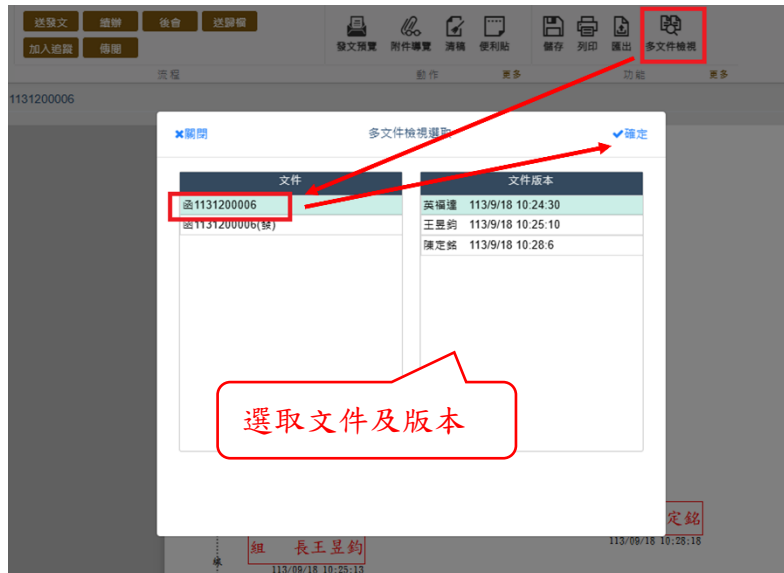 送發文 續辦 後會 送歸檔
加入追蹤 傳閱
發文預覽 附件導覽 清稿 便利貼 儲存 列印 匯出 多文件檢視
流程 動作 更多 功能 更多
1131200006
關閉 多文件檢視選取 確定
文件 文件版本
函1131200006 英福達 113/9/18 10:24:30
函1131200006(發) 王昱鈞 113/9/18 10:25:10
陳定銘 113/9/18 10:28:6
選取文件及版本
定銘
113/09/18 10:28:18
組 長王昱鈞
113/09/18 10:25:13
線